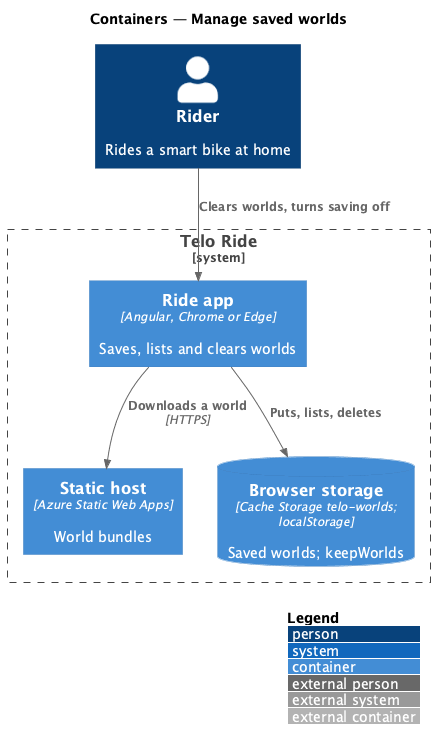 Containers — Manage saved worlds
Rider
Rides a smart bike at home
Clears worlds, turns saving off
Telo Ride
[system]
Ride app
[Angular, Chrome or Edge]
Saves, lists and clears worlds
Downloads a world
[HTTPS]
Puts, lists, deletes
Static host
[Azure Static Web Apps]
World bundles
Browser storage
[Cache Storage telo-worlds;
localStorage]
Saved worlds; keepWorlds
Legend
person
system
container
external person
external system
external container